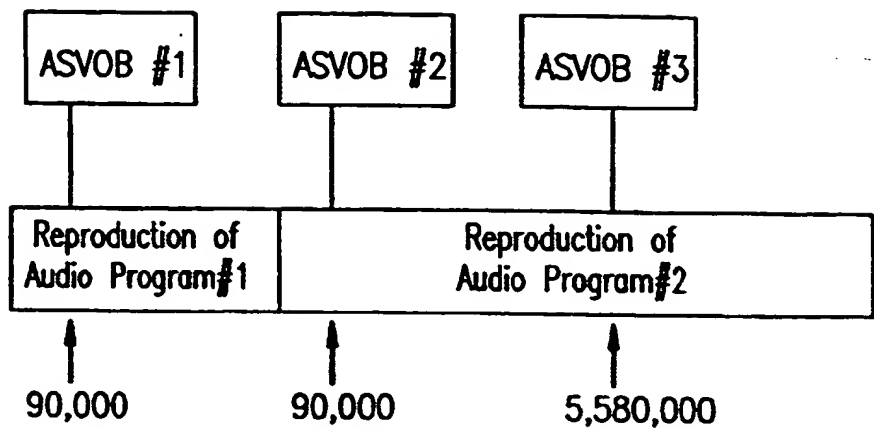 ASVOB #1
ASVOB #2
ASVOB #3
Reproduction of
Audio Program#1
Reproduction of
Audio Program#2
90,000
90,000
5,580,000